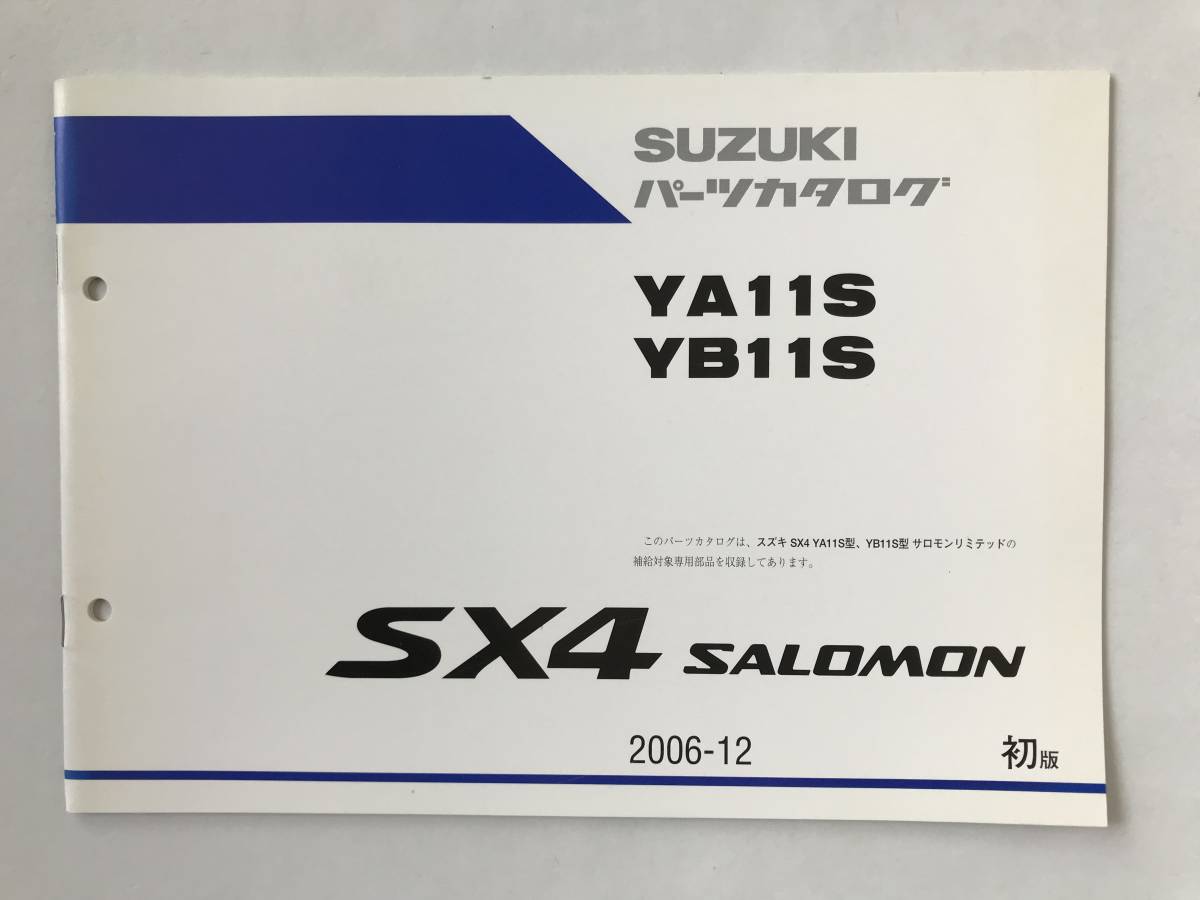 SUZUKI
パーツカタログ
YA11S
YB11S
このパーツカタログは、スズキ SX4 YA11S型、YB11S型 サロモンリミテッドの
補給対象専用部品を収録してあります。
SX4 SALOMON
2006-12 初版